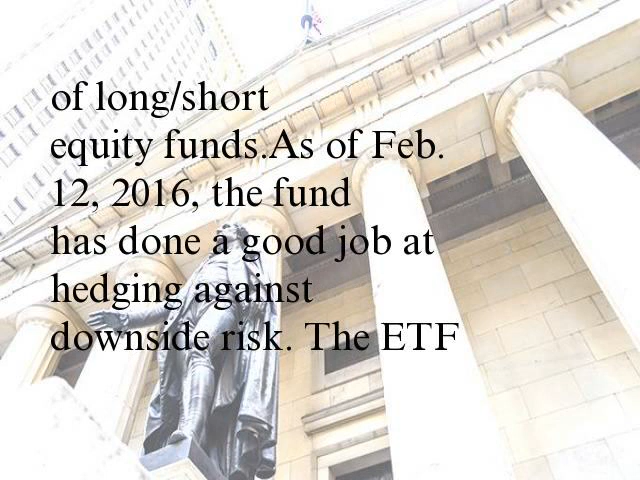 of long/short
equity funds.As of Feb.
12, 2016, the fund
has done a good job at
hedging against
downside risk. The ETF